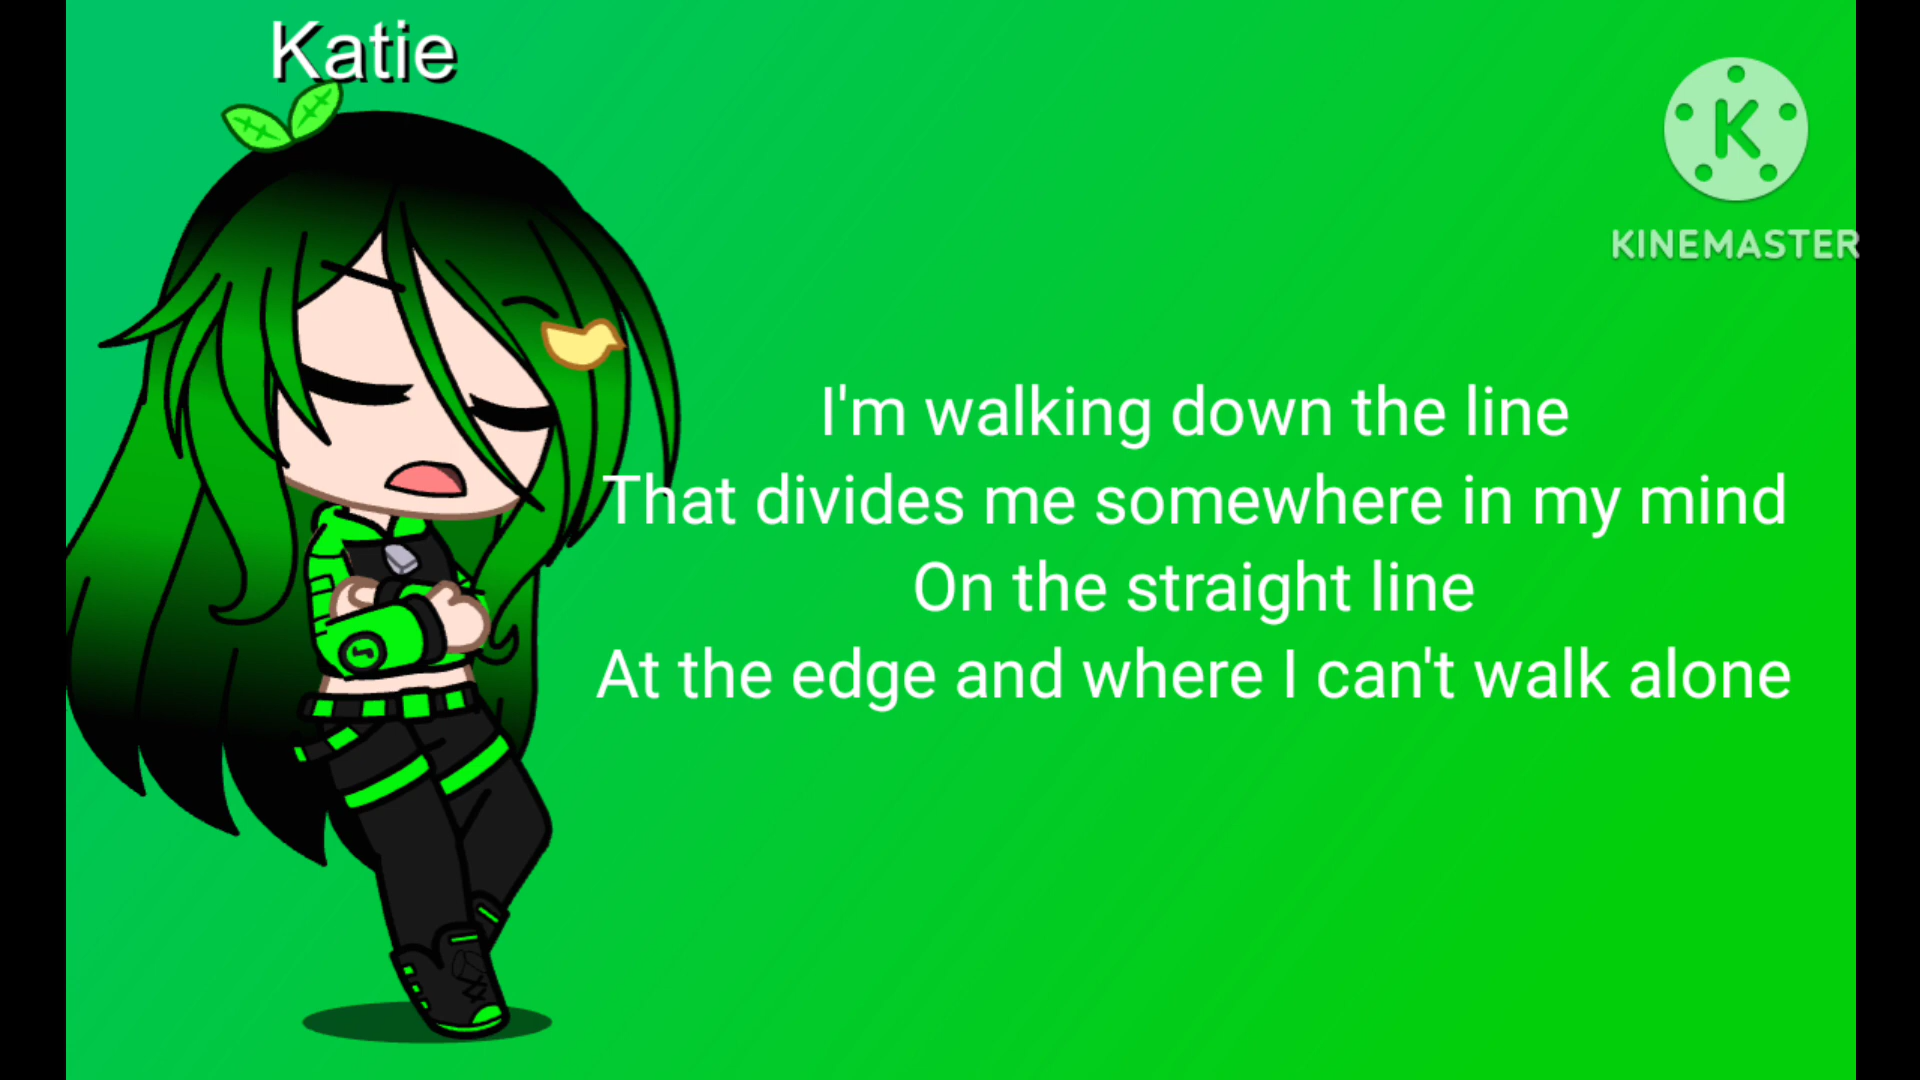 Katie
K
KINEMASTER
I'm walking down the line
That divides me somewhere in my mind
On the straight line
At the edge and where I can't walk alone